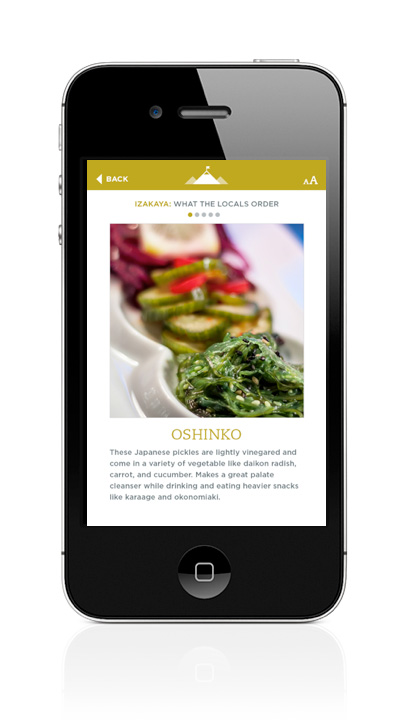 BACK
AA
IZAKAYA: WHAT THE LOCALS ORDER
OSHINKO
These Japanese pickles are lightly vinegared and
come in a variety of vegetable like daikon radish,
carrot, and cucumber. Makes a great palate
cleanser while drinking and eating heavier snacks
like karaage and okonomiaki.